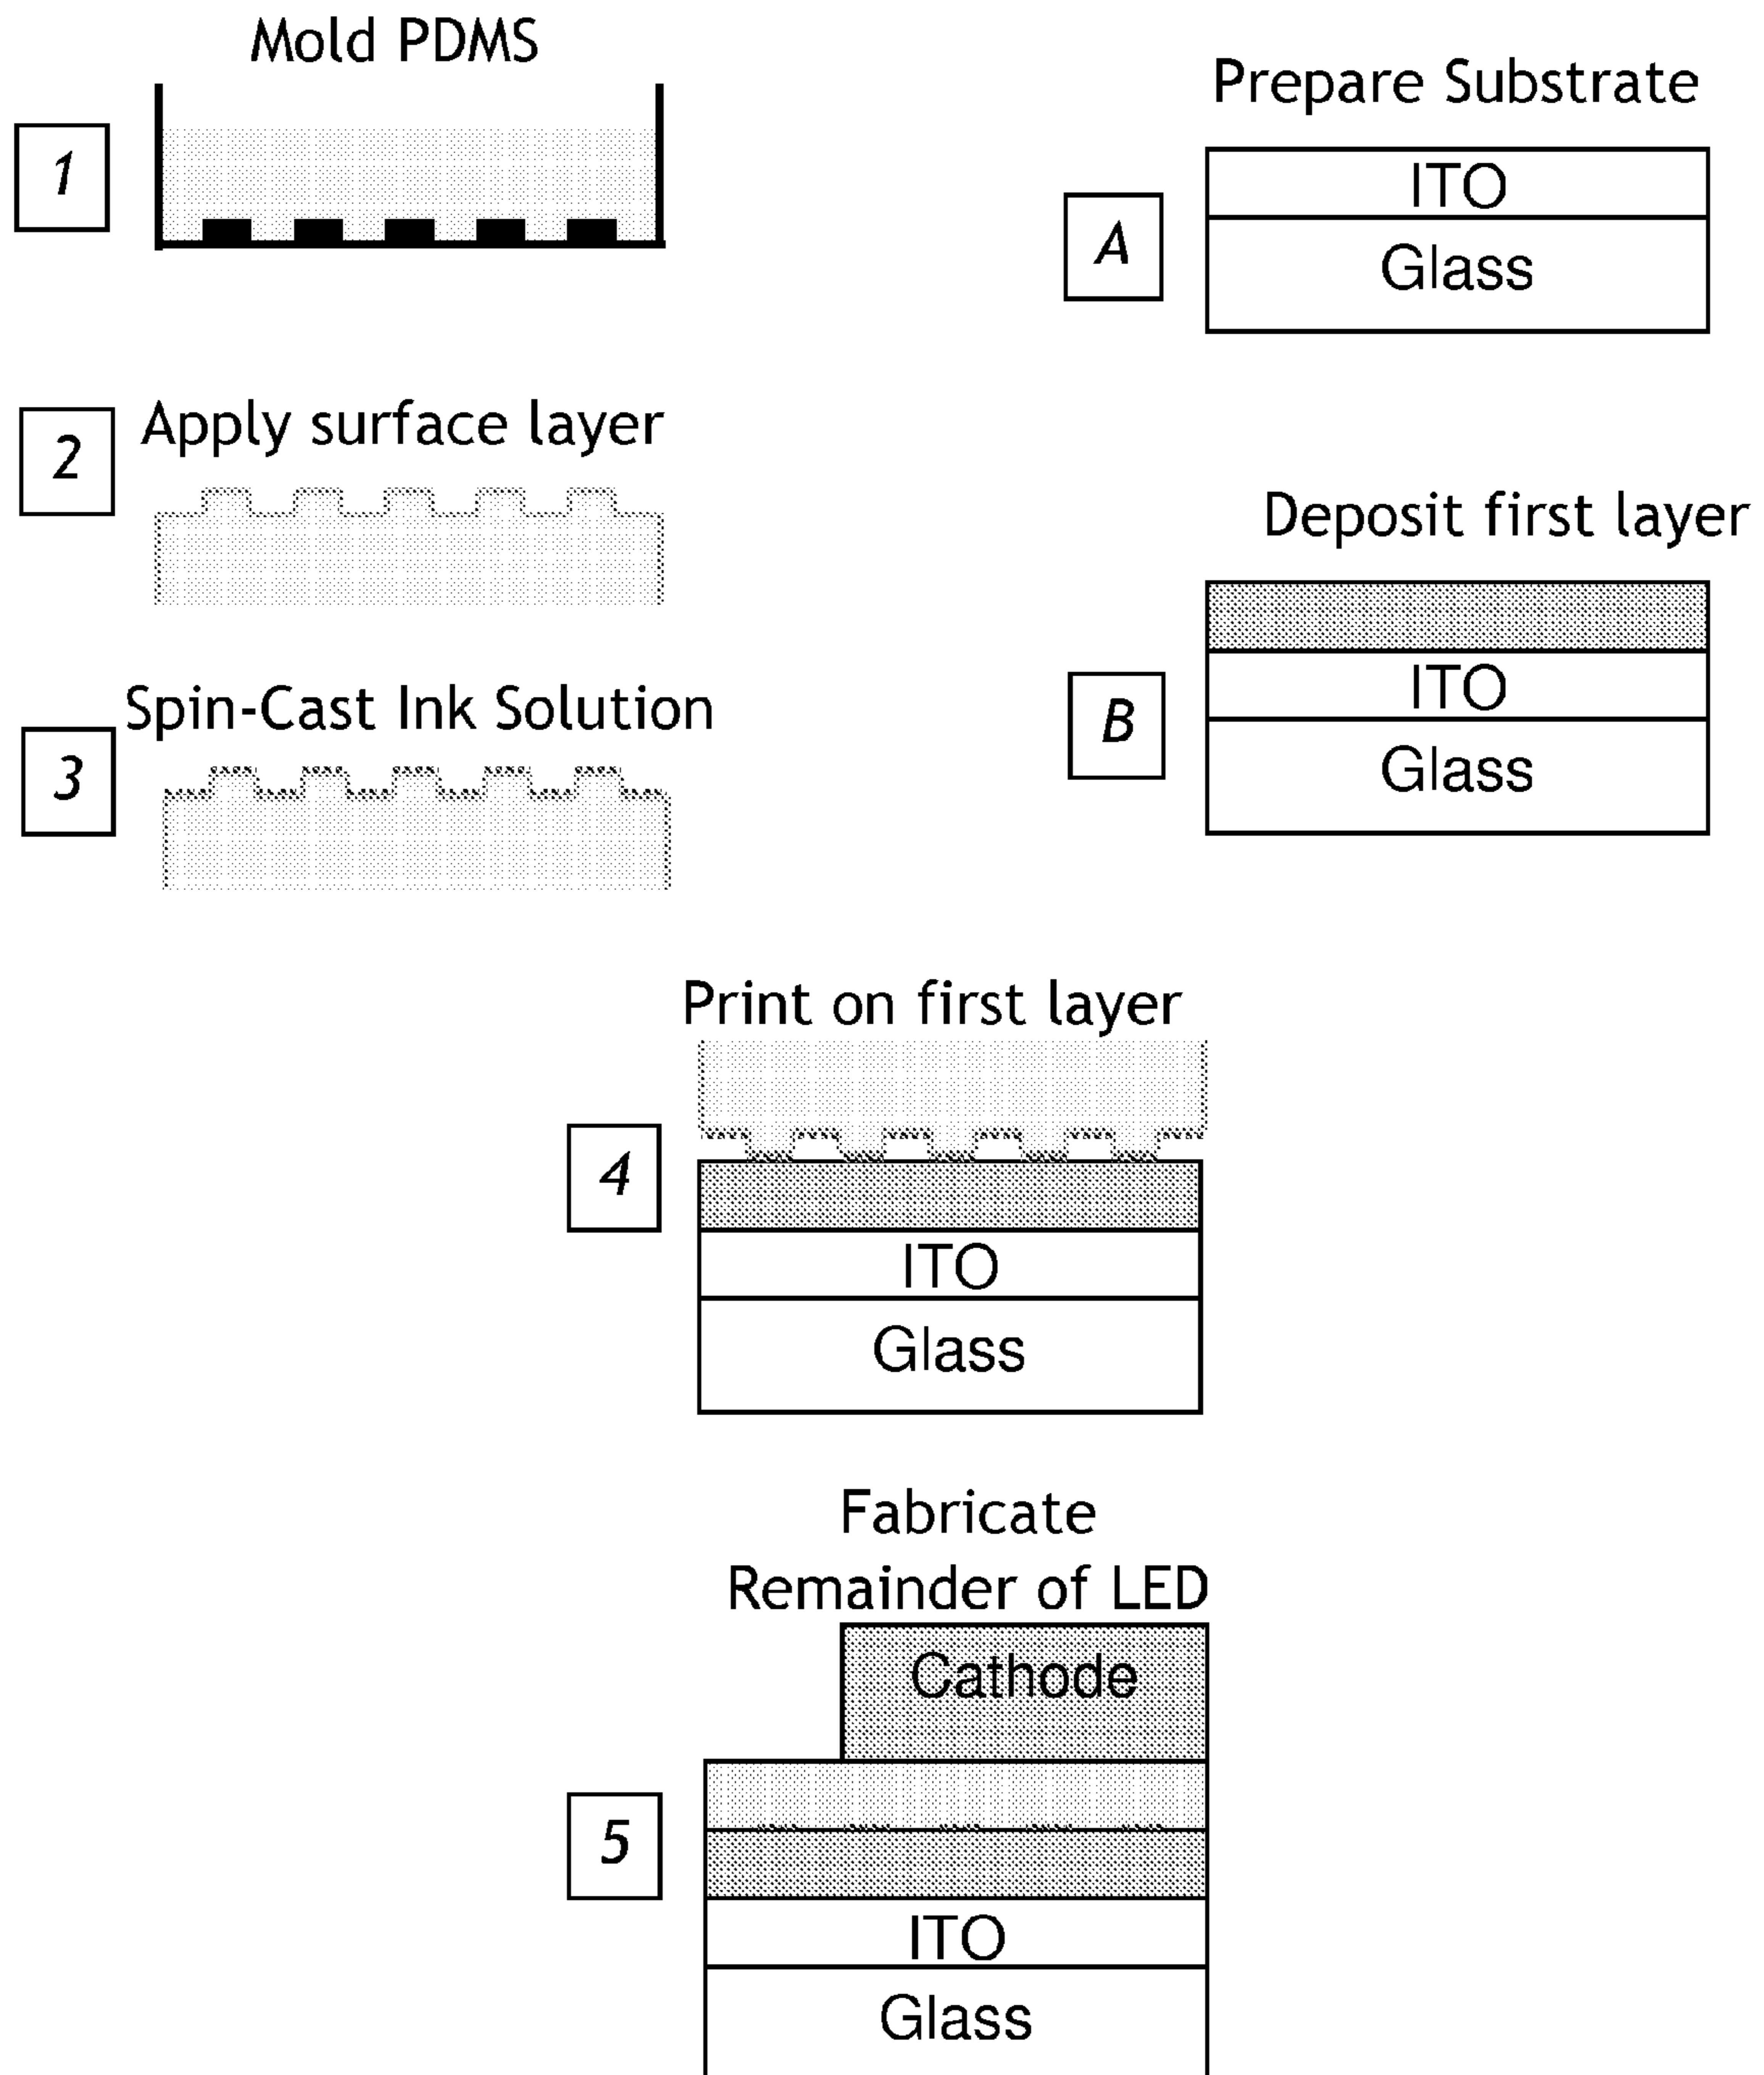 Mold PDMS
1
Apply surface layer
2
Spin-Cast Ink Solution
3
Prepare Substrate
ITO
A
Glass
Deposit first layer
ITO
B
Glass
Print on first layer
4
ITO
Glass
Fabricate
Remainder of LED
Cathode
5
ITO
Glass